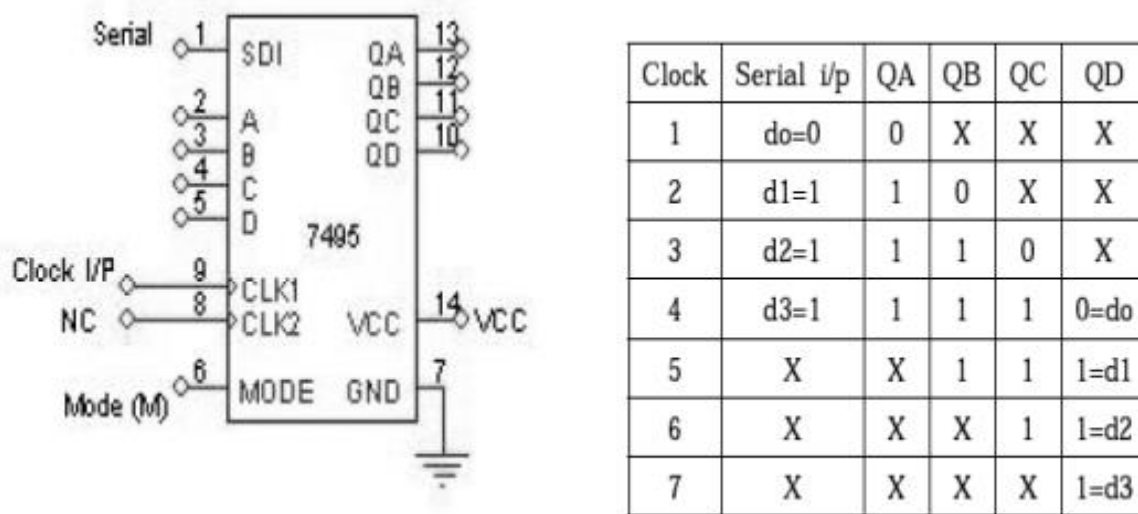 Serial 1 SDI QA 13
QB 12
2 A QC 11
3 B QD 10
4 C
5 D
7495
Clock I/P 9 CLK1
NC 8 CLK2 VCC 14 VCC
Mode (M) 6 MODE GND 7
Clock Serial i/p QA QB QC QD
1 do=0 0 X X X
2 d1=1 1 0 X X
3 d2=1 1 1 0 X
4 d3=1 1 1 1 0=do
5 X X 1 1 1=d1
6 X X X 1 1=d2
7 X X X X 1=d3